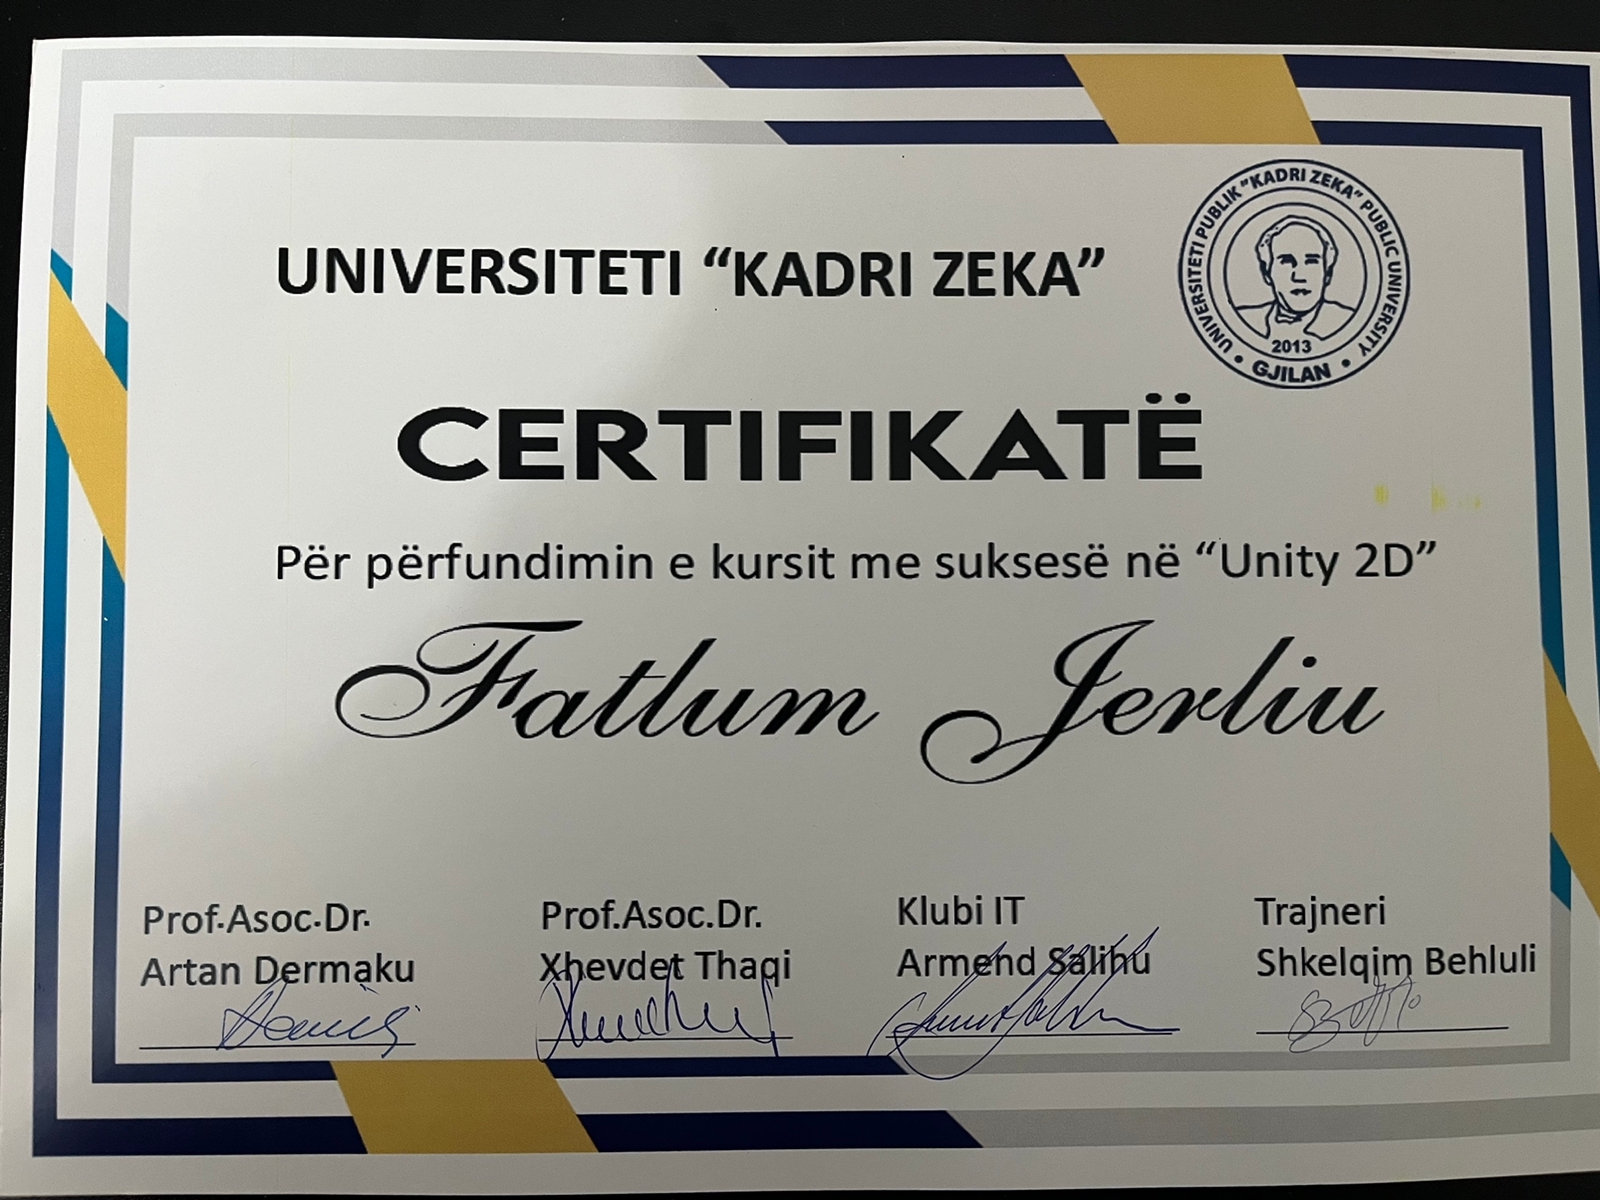 UNIVERSITETI “KADRI ZEKA”
UNIVERSITETI PUBLIK “KADRI ZEKA” PUBLIC UNIVERSITY
2013
• GJILAN •
CERTIFIKATË
Për përfundimin e kursit me suksesë në “Unity 2D”
Fatlum Jerliu
Prof.Asoc.Dr.
Artan Dermaku
Prof.Asoc.Dr.
Xhevdet Thaqi
Klubi IT
Armend Salihu
Trajneri
Shkelqim Behluli